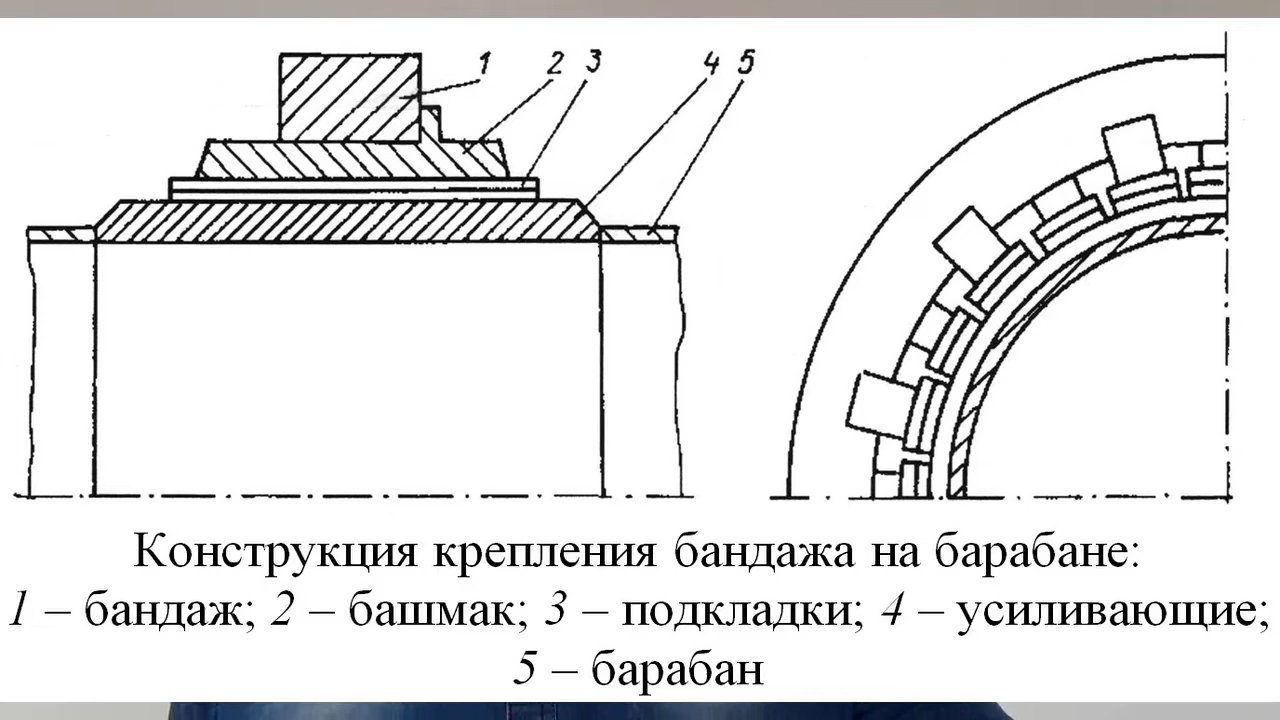 1 2 3 4 5
Конструкция крепления бандажа на барабане:
1 – бандаж; 2 – башмак; 3 – подкладки; 4 – усиливающие;
5 – барабан